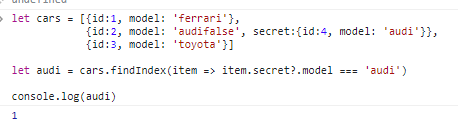 undefined
> let cars = [{id:1, model: 'ferrari'},
{id:2, model: 'audifalse', secret:{id:4, model: 'audi'}},
{id:3, model: 'toyota'}]
let audi = cars.findIndex(item => item.secret?.model === 'audi')
console.log(audi)
1